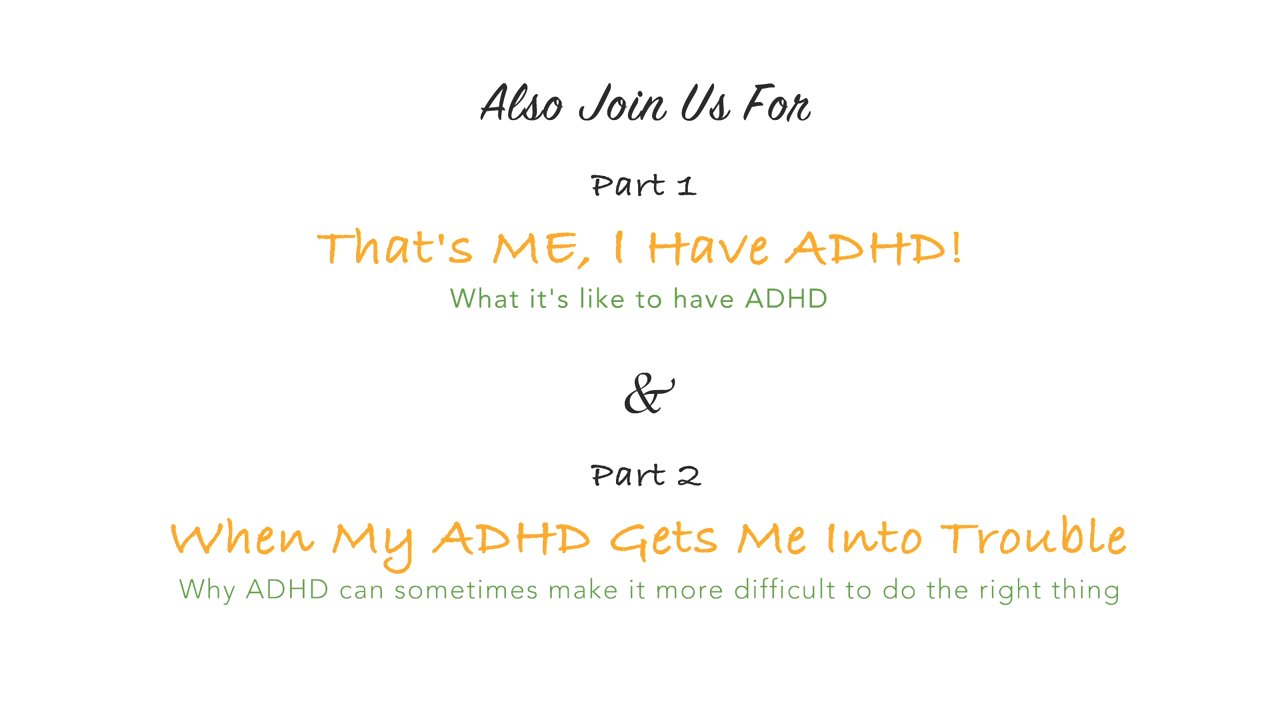 Also Join Us For
Part 1
That's ME, I Have ADHD!
What it's like to have ADHD
&
Part 2
When My ADHD Gets Me Into Trouble
Why ADHD can sometimes make it more difficult to do the right thing